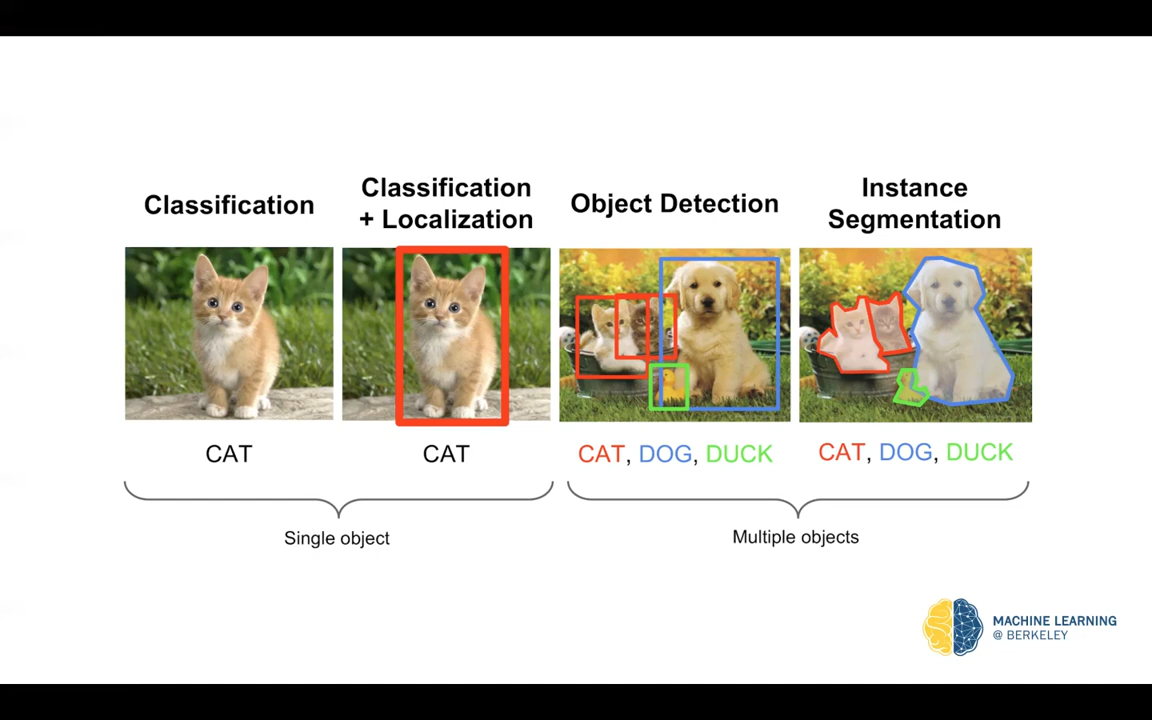 Classification
Classification
+ Localization
Object Detection
Instance
Segmentation
CAT
CAT
CAT, DOG, DUCK
CAT, DOG, DUCK
Single object
Multiple objects
MACHINE LEARNING
@ BERKELEY